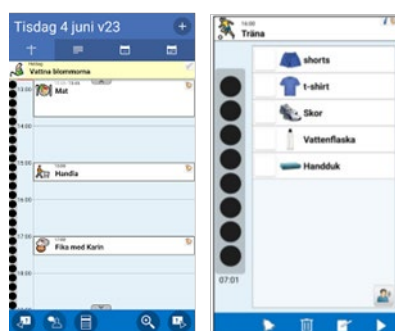 Tisdag 4 juni v23
Heldag
Vattna blommorna
13:00
Mat
14:00
15:00
Handla
16:00
17:00
Fika med Karin
18:00
Träna
shorts
t-shirt
Skor
Vattenflaska
Handduk
07:01